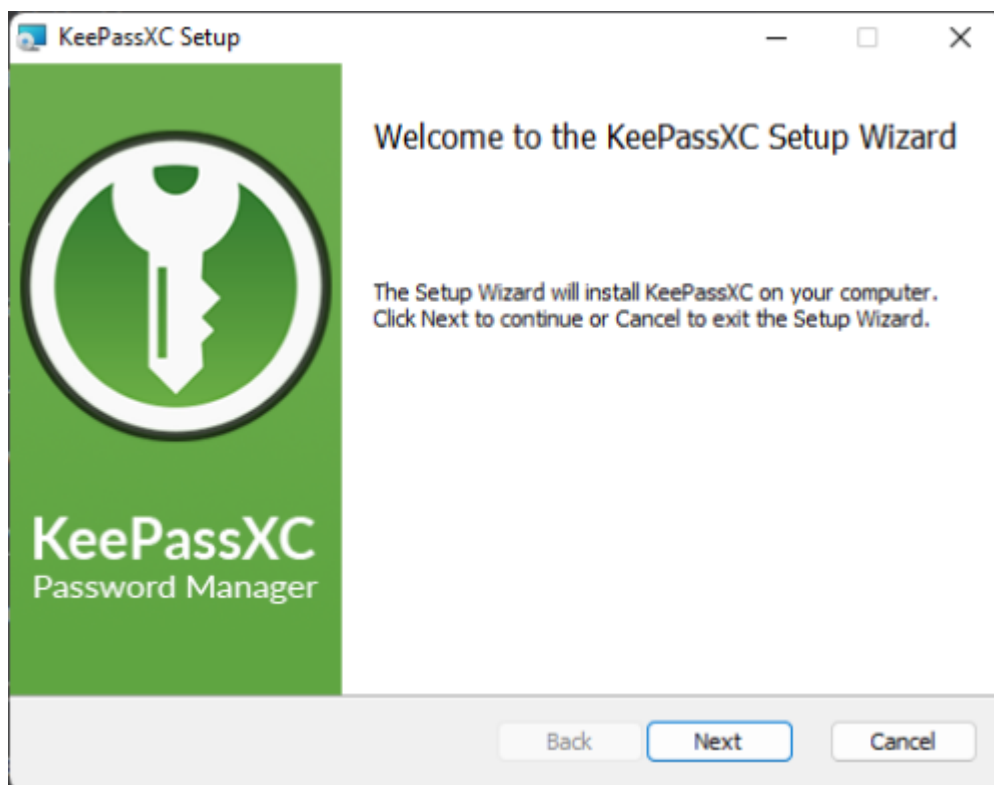 KeePassXC Setup
Welcome to the KeePassXC Setup Wizard
The Setup Wizard will install KeePassXC on your computer.
Click Next to continue or Cancel to exit the Setup Wizard.
KeePassXC
Password Manager
Back Next Cancel